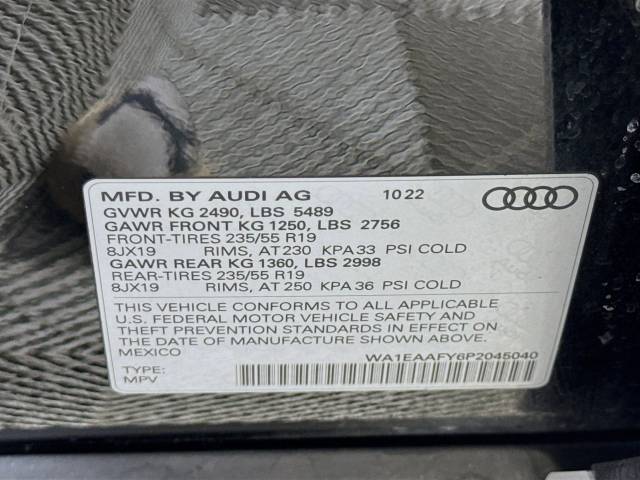 MFD. BY AUDI AG 10 22
GVWR KG 2490, LBS 5489
GAWR FRONT KG 1250, LBS 2756
FRONT-TIRES 235/55 R19
8JX19 RIMS, AT 230 KPA 33 PSI COLD
GAWR REAR KG 1360, LBS 2998
REAR-TIRES 235/55 R19
8JX19 RIMS, AT 250 KPA 36 PSI COLD
THIS VEHICLE CONFORMS TO ALL APPLICABLE
U.S. FEDERAL MOTOR VEHICLE SAFETY AND
THEFT PREVENTION STANDARDS IN EFFECT ON
THE DATE OF MANUFACTURE SHOWN ABOVE.
MEXICO WA1EAAFY6P2045040
TYPE:
MPV